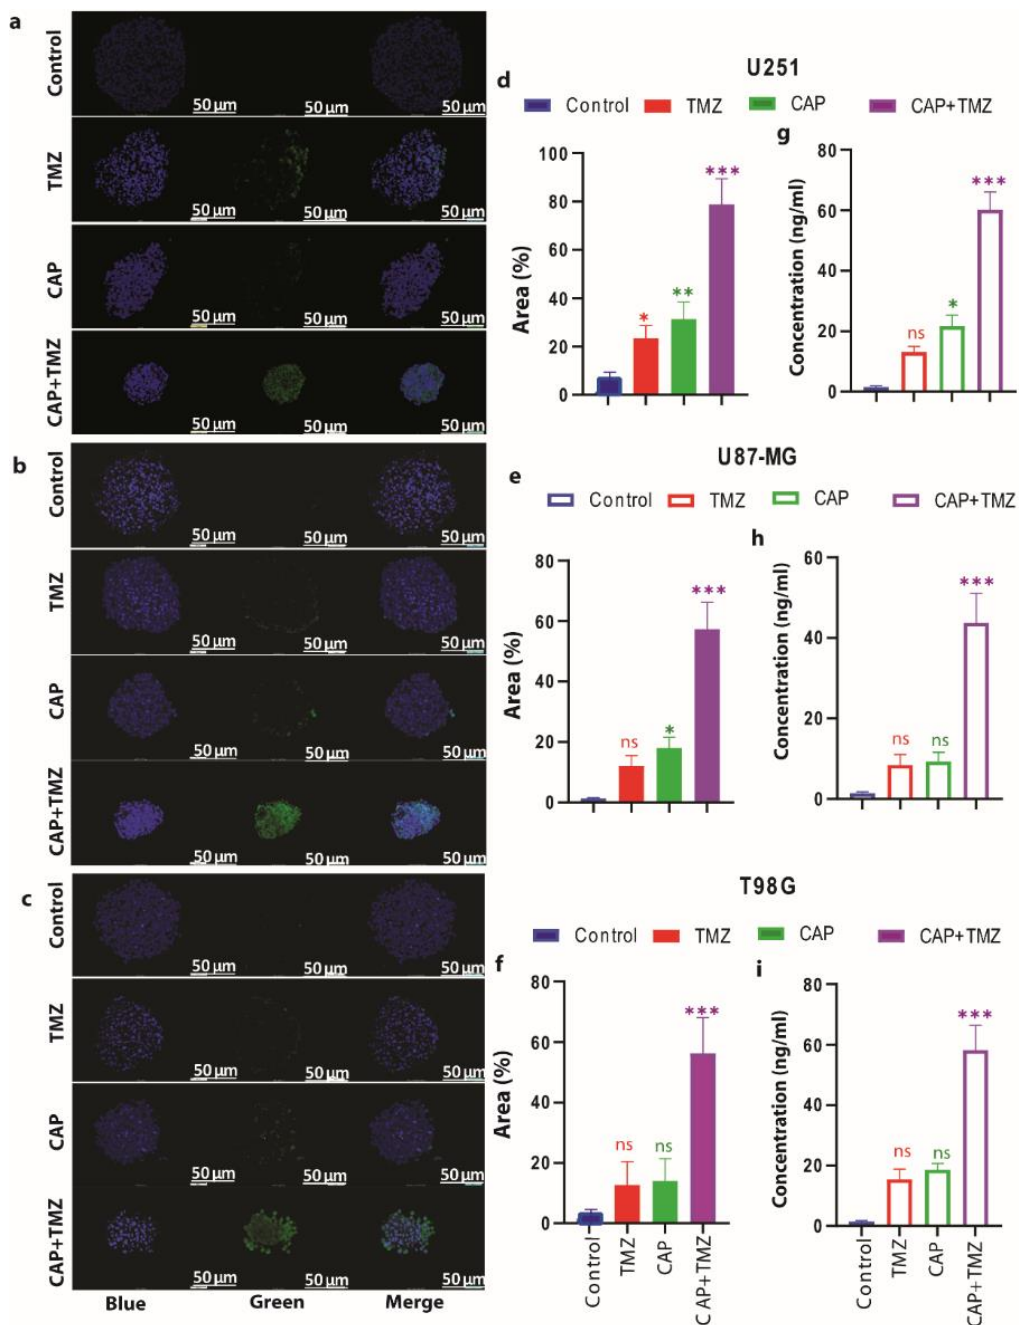 a
Control
50 µm 50 µm 50 µm
TMZ
50 µm 50 µm 50 µm
CAP
50 µm 50 µm 50 µm
CAP+TMZ
50 µm 50 µm 50 µm
b
Control
50 µm 50 µm 50 µm
TMZ
50 µm 50 µm 50 µm
CAP
50 µm 50 µm 50 µm
CAP+TMZ
50 µm 50 µm 50 µm
c
Control
50 µm 50 µm 50 µm
TMZ
50 µm 50 µm 50 µm
CAP
50 µm 50 µm 50 µm
CAP+TMZ
50 µm 50 µm 50 µm
Blue Green Merge
U251
d
Control TMZ CAP CAP+TMZ
Area (%)
100
80
60
40
20
0
* ** ***
g
Concentration (ng/ml)
80
60
40
20
0
ns * ***
U87-MG
e
Control TMZ CAP CAP+TMZ
Area (%)
80
60
40
20
0
ns * ***
h
Concentration (ng/ml)
60
40
20
0
ns ns ***
T98G
Control TMZ CAP CAP+TMZ
f
Area (%)
80
60
40
20
0
ns ns ***
Control TMZ CAP C AP+TMZ
i
Concentration (ng/ml)
80
60
40
20
0
ns ns ***
Control TMZ CAP CAP+TMZ